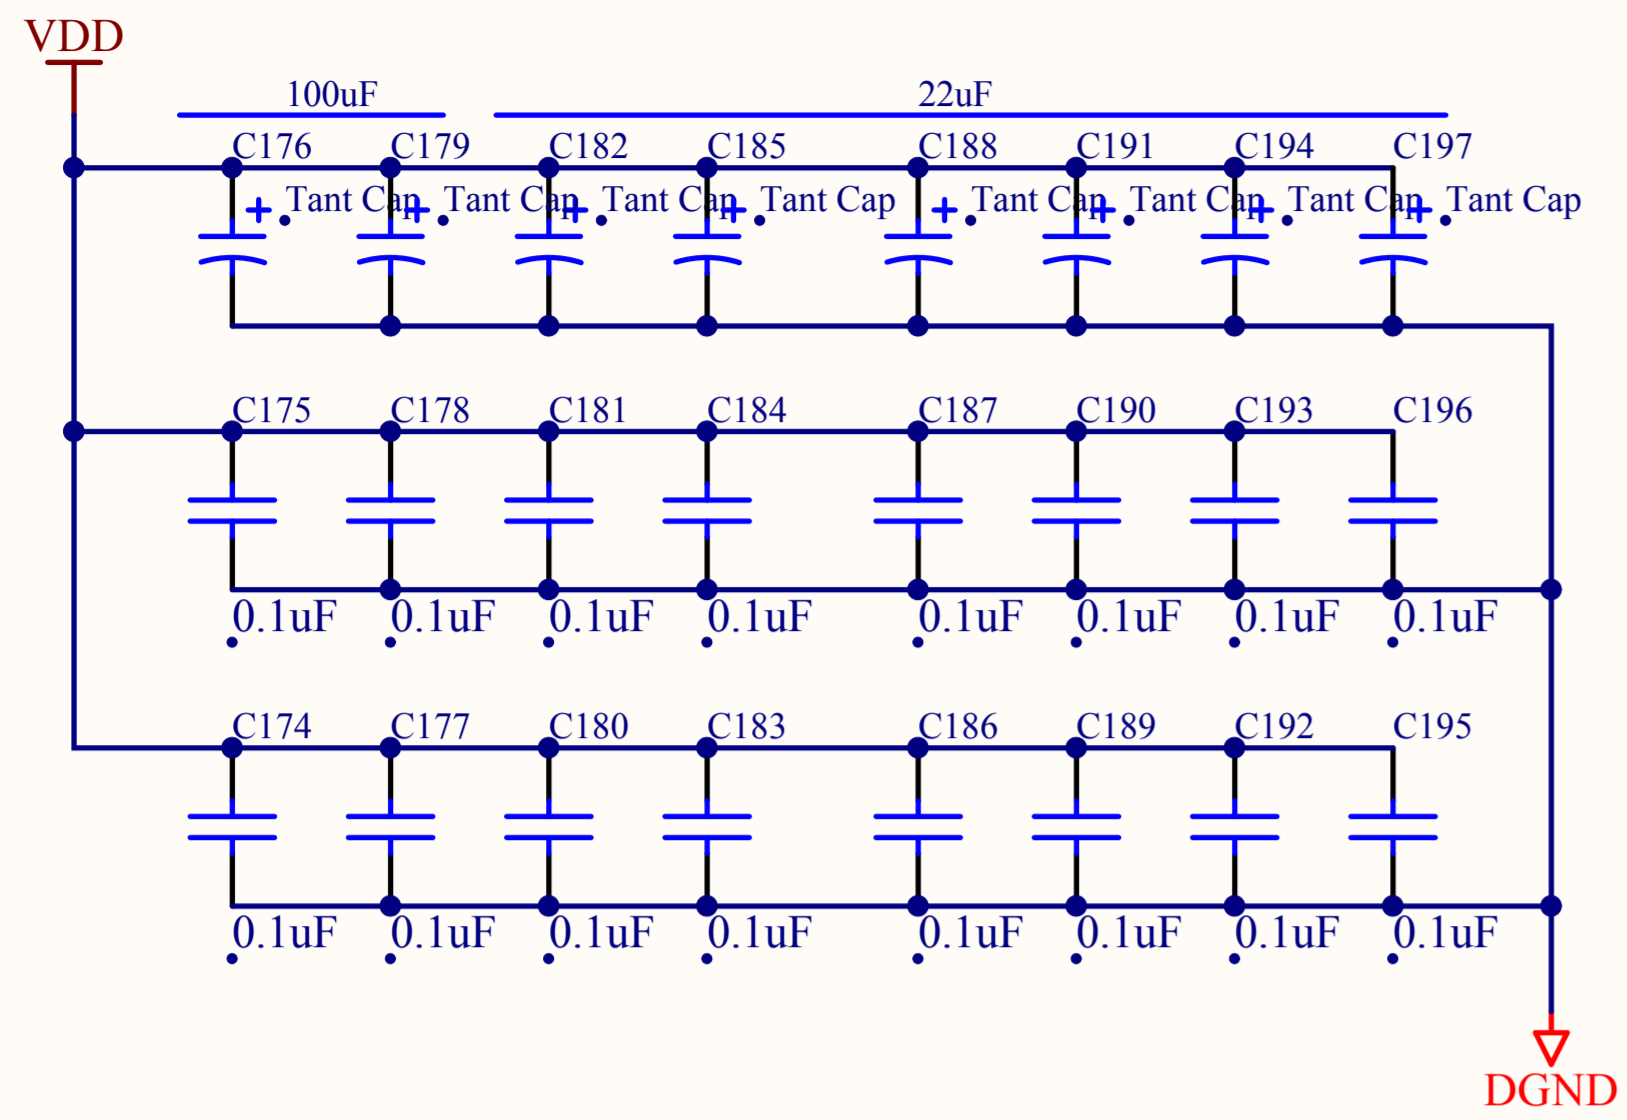 VDD
100uF 22uF
C176 C179 C182 C185 C188 C191 C194 C197
+ Tant Cap + Tant Cap + Tant Cap + Tant Cap + Tant Cap + Tant Cap + Tant Cap + Tant Cap
C175 C178 C181 C184 C187 C190 C193 C196
0.1uF 0.1uF 0.1uF 0.1uF 0.1uF 0.1uF 0.1uF 0.1uF
C174 C177 C180 C183 C186 C189 C192 C195
0.1uF 0.1uF 0.1uF 0.1uF 0.1uF 0.1uF 0.1uF 0.1uF
DGND